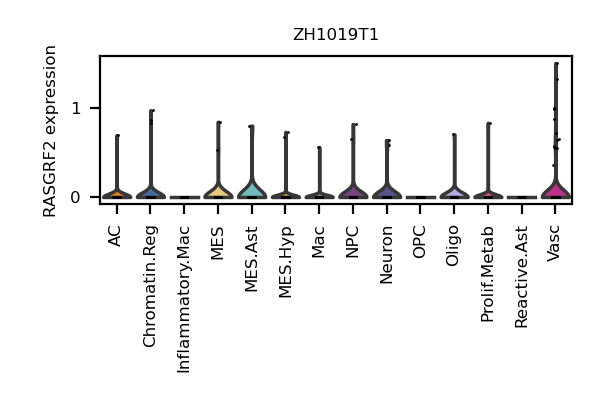 ZH1019T1
RASGRF2 expression
1
0
AC
Chromatin.Reg
Inflammatory.Mac
MES
MES.Ast
MES.Hyp
Mac
NPC
Neuron
OPC
Oligo
Prolif.Metab
Reactive.Ast
Vasc